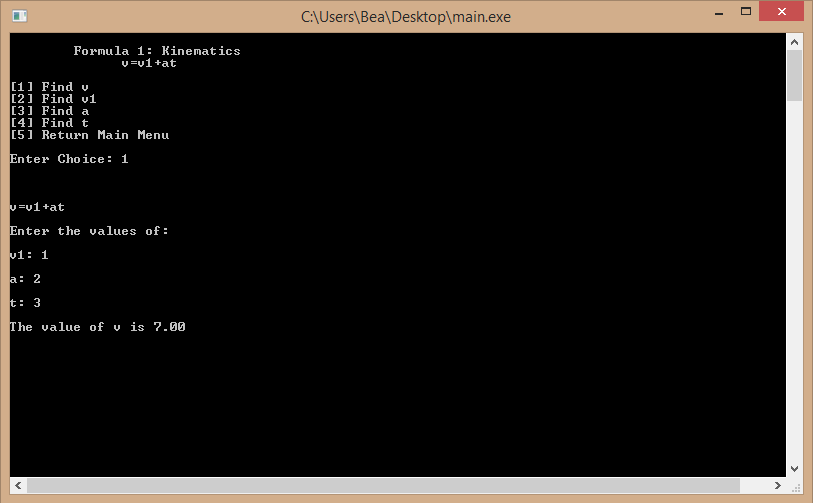 C:\Users\Bea\Desktop\main.exe
Formula 1: Kinematics
v=v1+at
[1] Find v
[2] Find v1
[3] Find a
[4] Find t
[5] Return Main Menu
Enter Choice: 1
v=v1+at
Enter the values of:
v1: 1
a: 2
t: 3
The value of v is 7.00